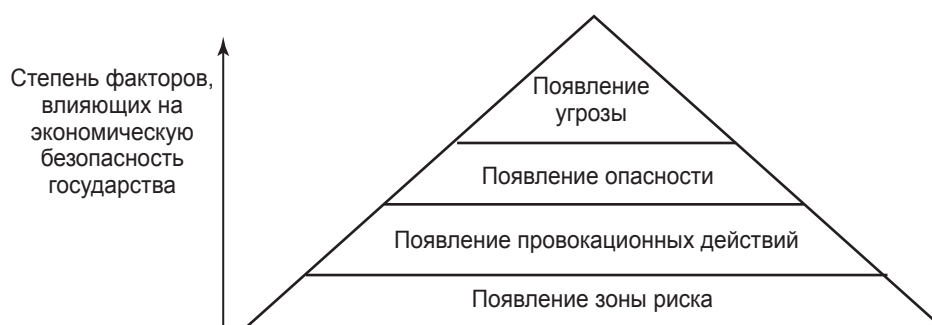 Степень факторов,
влияющих на
экономическую
безопасность
государства
Появление
угрозы
Появление опасности
Появление провокационных действий
Появление зоны риска